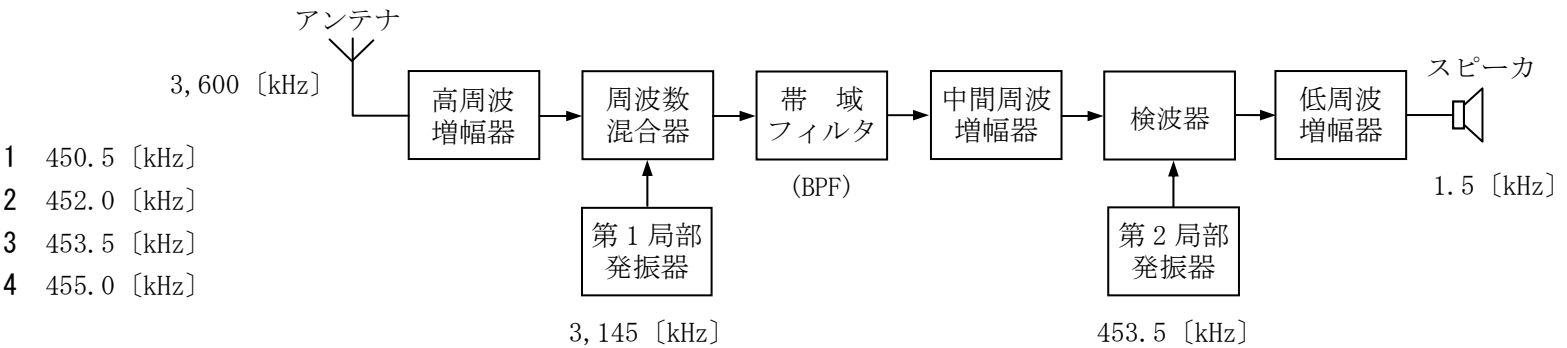 アンテナ
3,600〔kHz〕
高周波
増幅器
周波数
混合器
帯 域
フィルタ
(BPF)
中間周波
増幅器
検波器
低周波
増幅器
スピーカ
1.5〔kHz〕
第1局部
発振器
3,145〔kHz〕
第2局部
発振器
453.5〔kHz〕
1 450.5〔kHz〕
2 452.0〔kHz〕
3 453.5〔kHz〕
4 455.0〔kHz〕